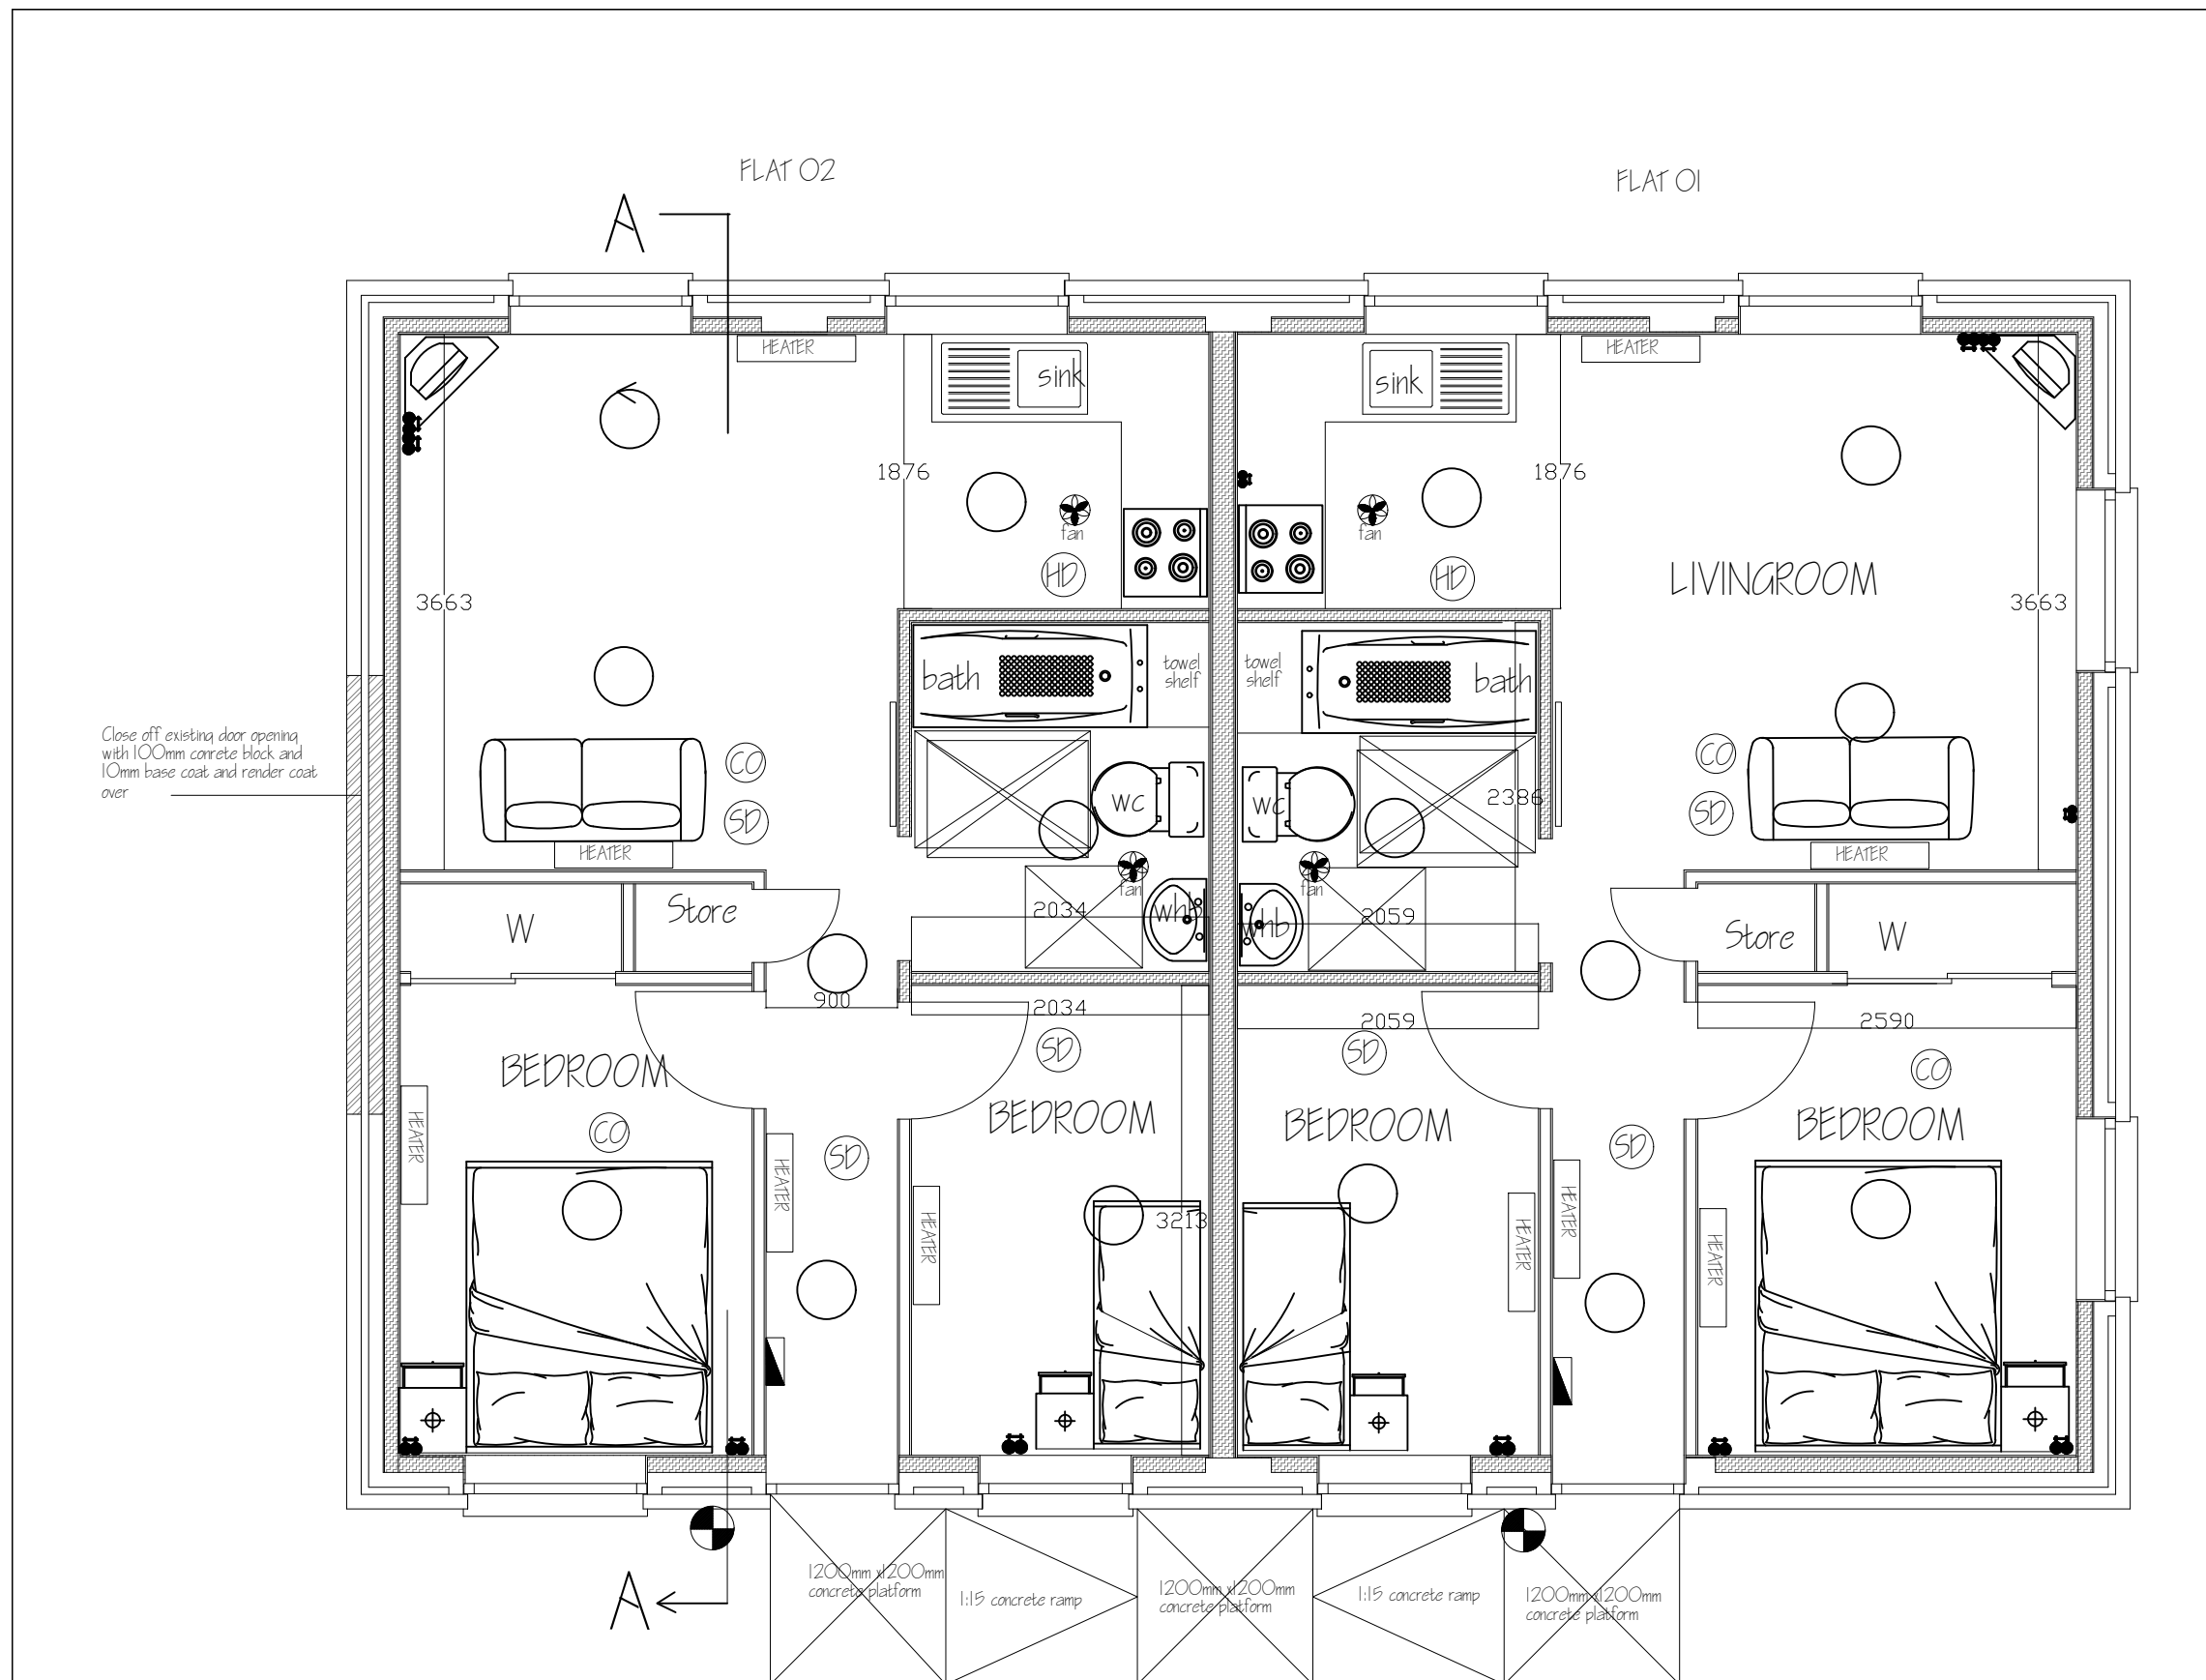 FLAT 02
FLAT 01
A
HEATER
HEATER
sink
sink
1876
1876
fan
fan
HD
HD
LIVINGROOM
3663
3663
bath
towel
shelf
towel
shelf
bath
Close off existing door opening
with 100mm conrete block and
10mm base coat and render coat
over
CO
SD
wc
wc
2386
CO
SD
HEATER
HEATER
fan
fan
W
Store
2034
whb
whb
2059
Store
W
900
2034
2059
2590
SD
SD
BEDROOM
BEDROOM
BEDROOM
BEDROOM
CO
CO
SD
SD
HEATER
HEATER
HEATER
3213
HEATER
HEATER
HEATER
A
1200mm x1200mm
concrete platform
1:15 concrete ramp
1200mm x1200mm
concrete platform
1:15 concrete ramp
1200mm x1200mm
concrete platform